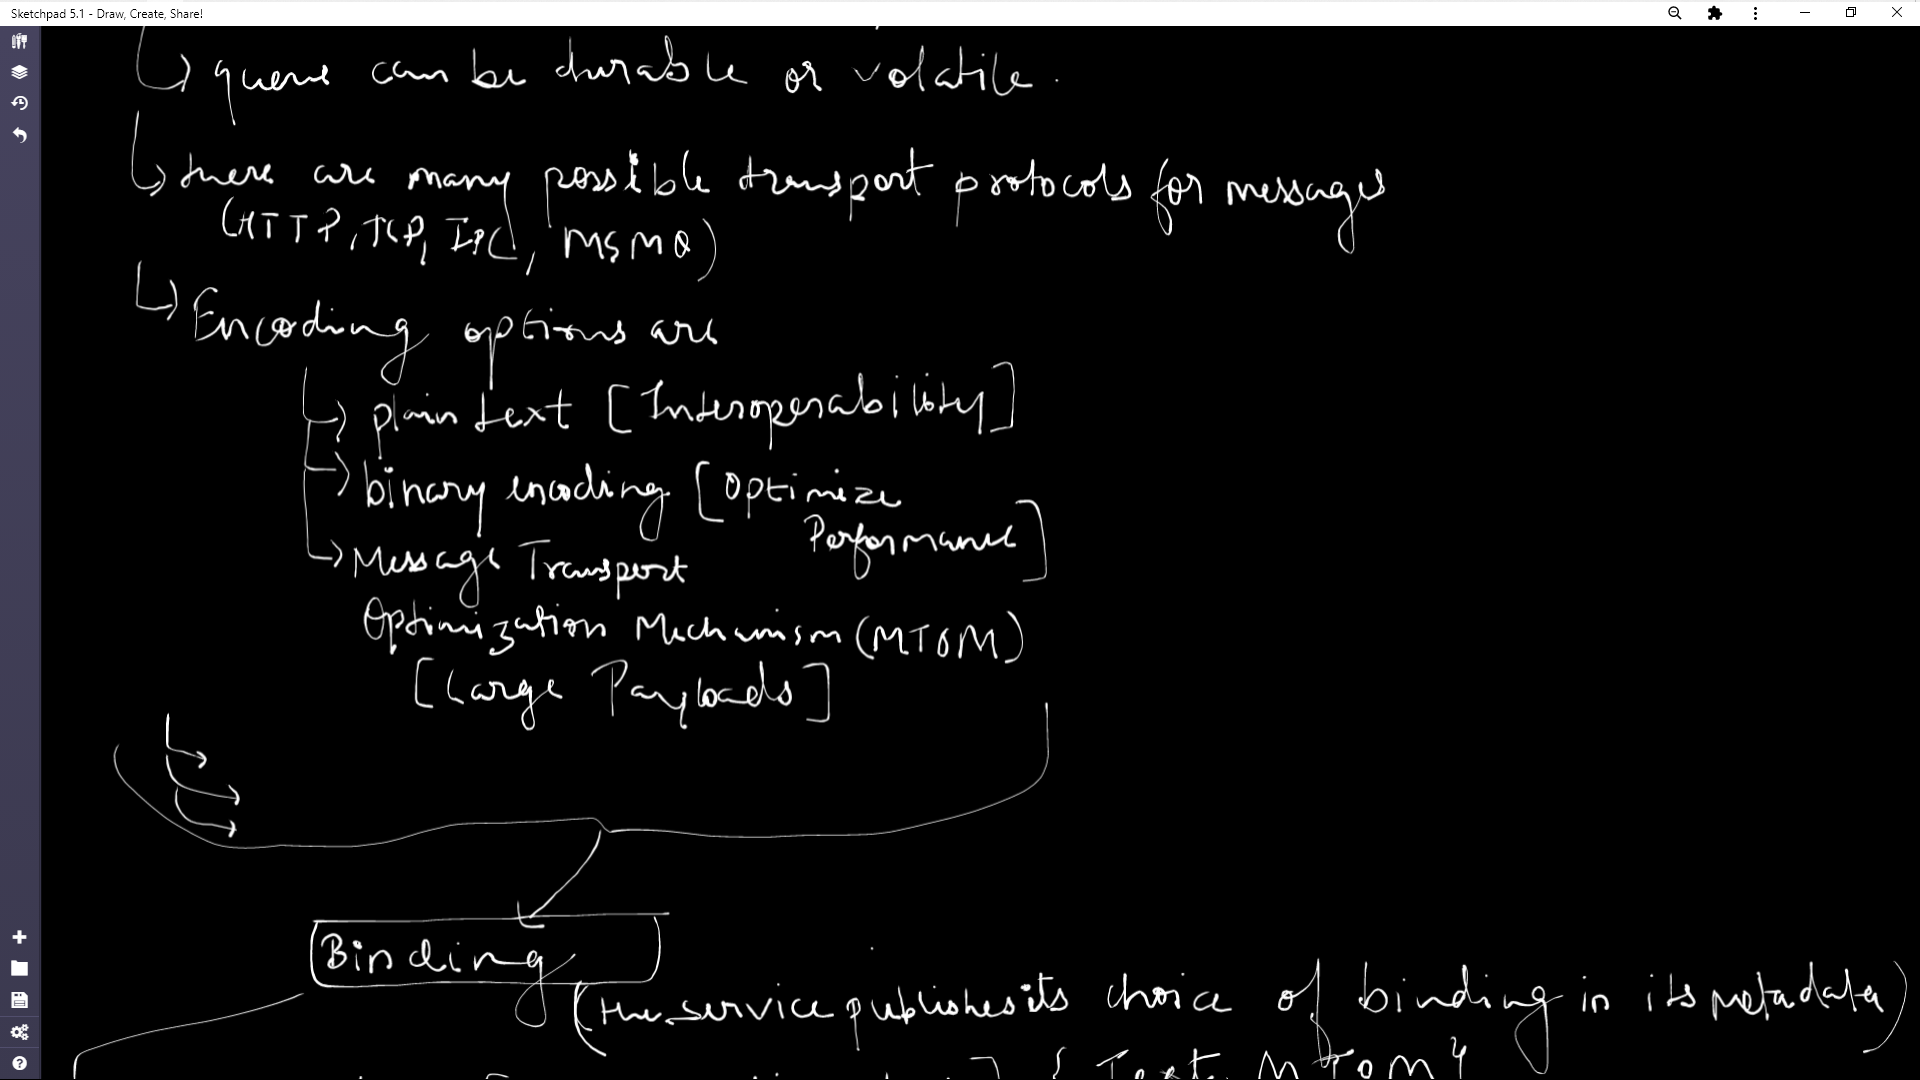 Sketchpad 5.1 - Draw, Create, Share!
queue can be durable or volatile.
there are many possible transport protocols for messages
(HTTP, TCP, IPC, MSMQ)
Encoding options are
plain text [Interoperability]
binary encoding [Optimize
Performance]
Message Transport
Optimization Mechanism (MTOM)
[Large Payloads]
Binding
(the service publishes its choice of binding in its metadata)
{Text, MTOM}